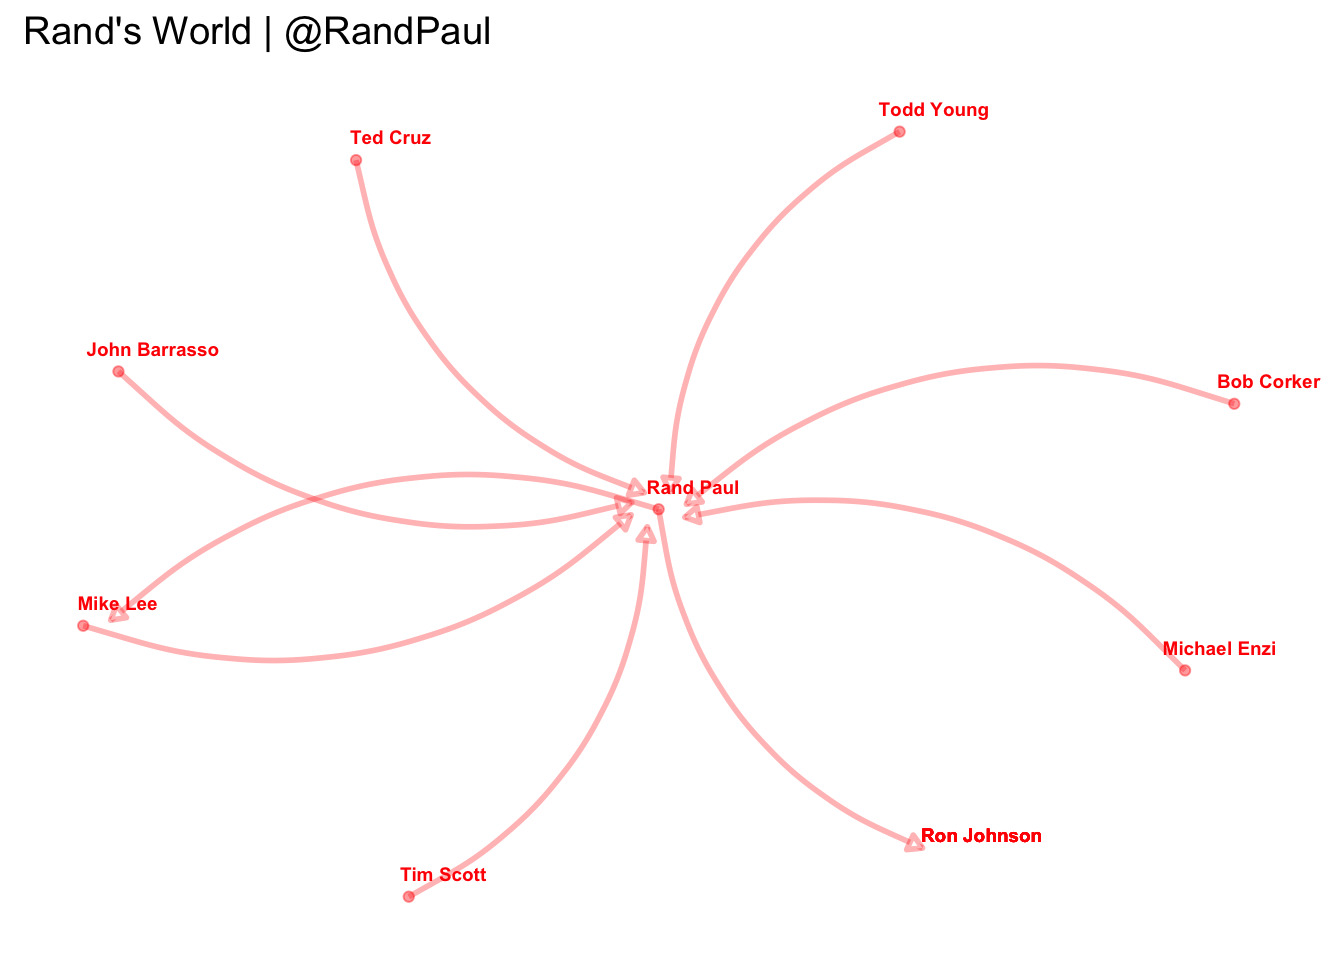 Rand's World | @RandPaul
Todd Young
Ted Cruz
John Barrasso
Bob Corker
Rand Paul
Mike Lee
Michael Enzi
Ron Johnson
Tim Scott